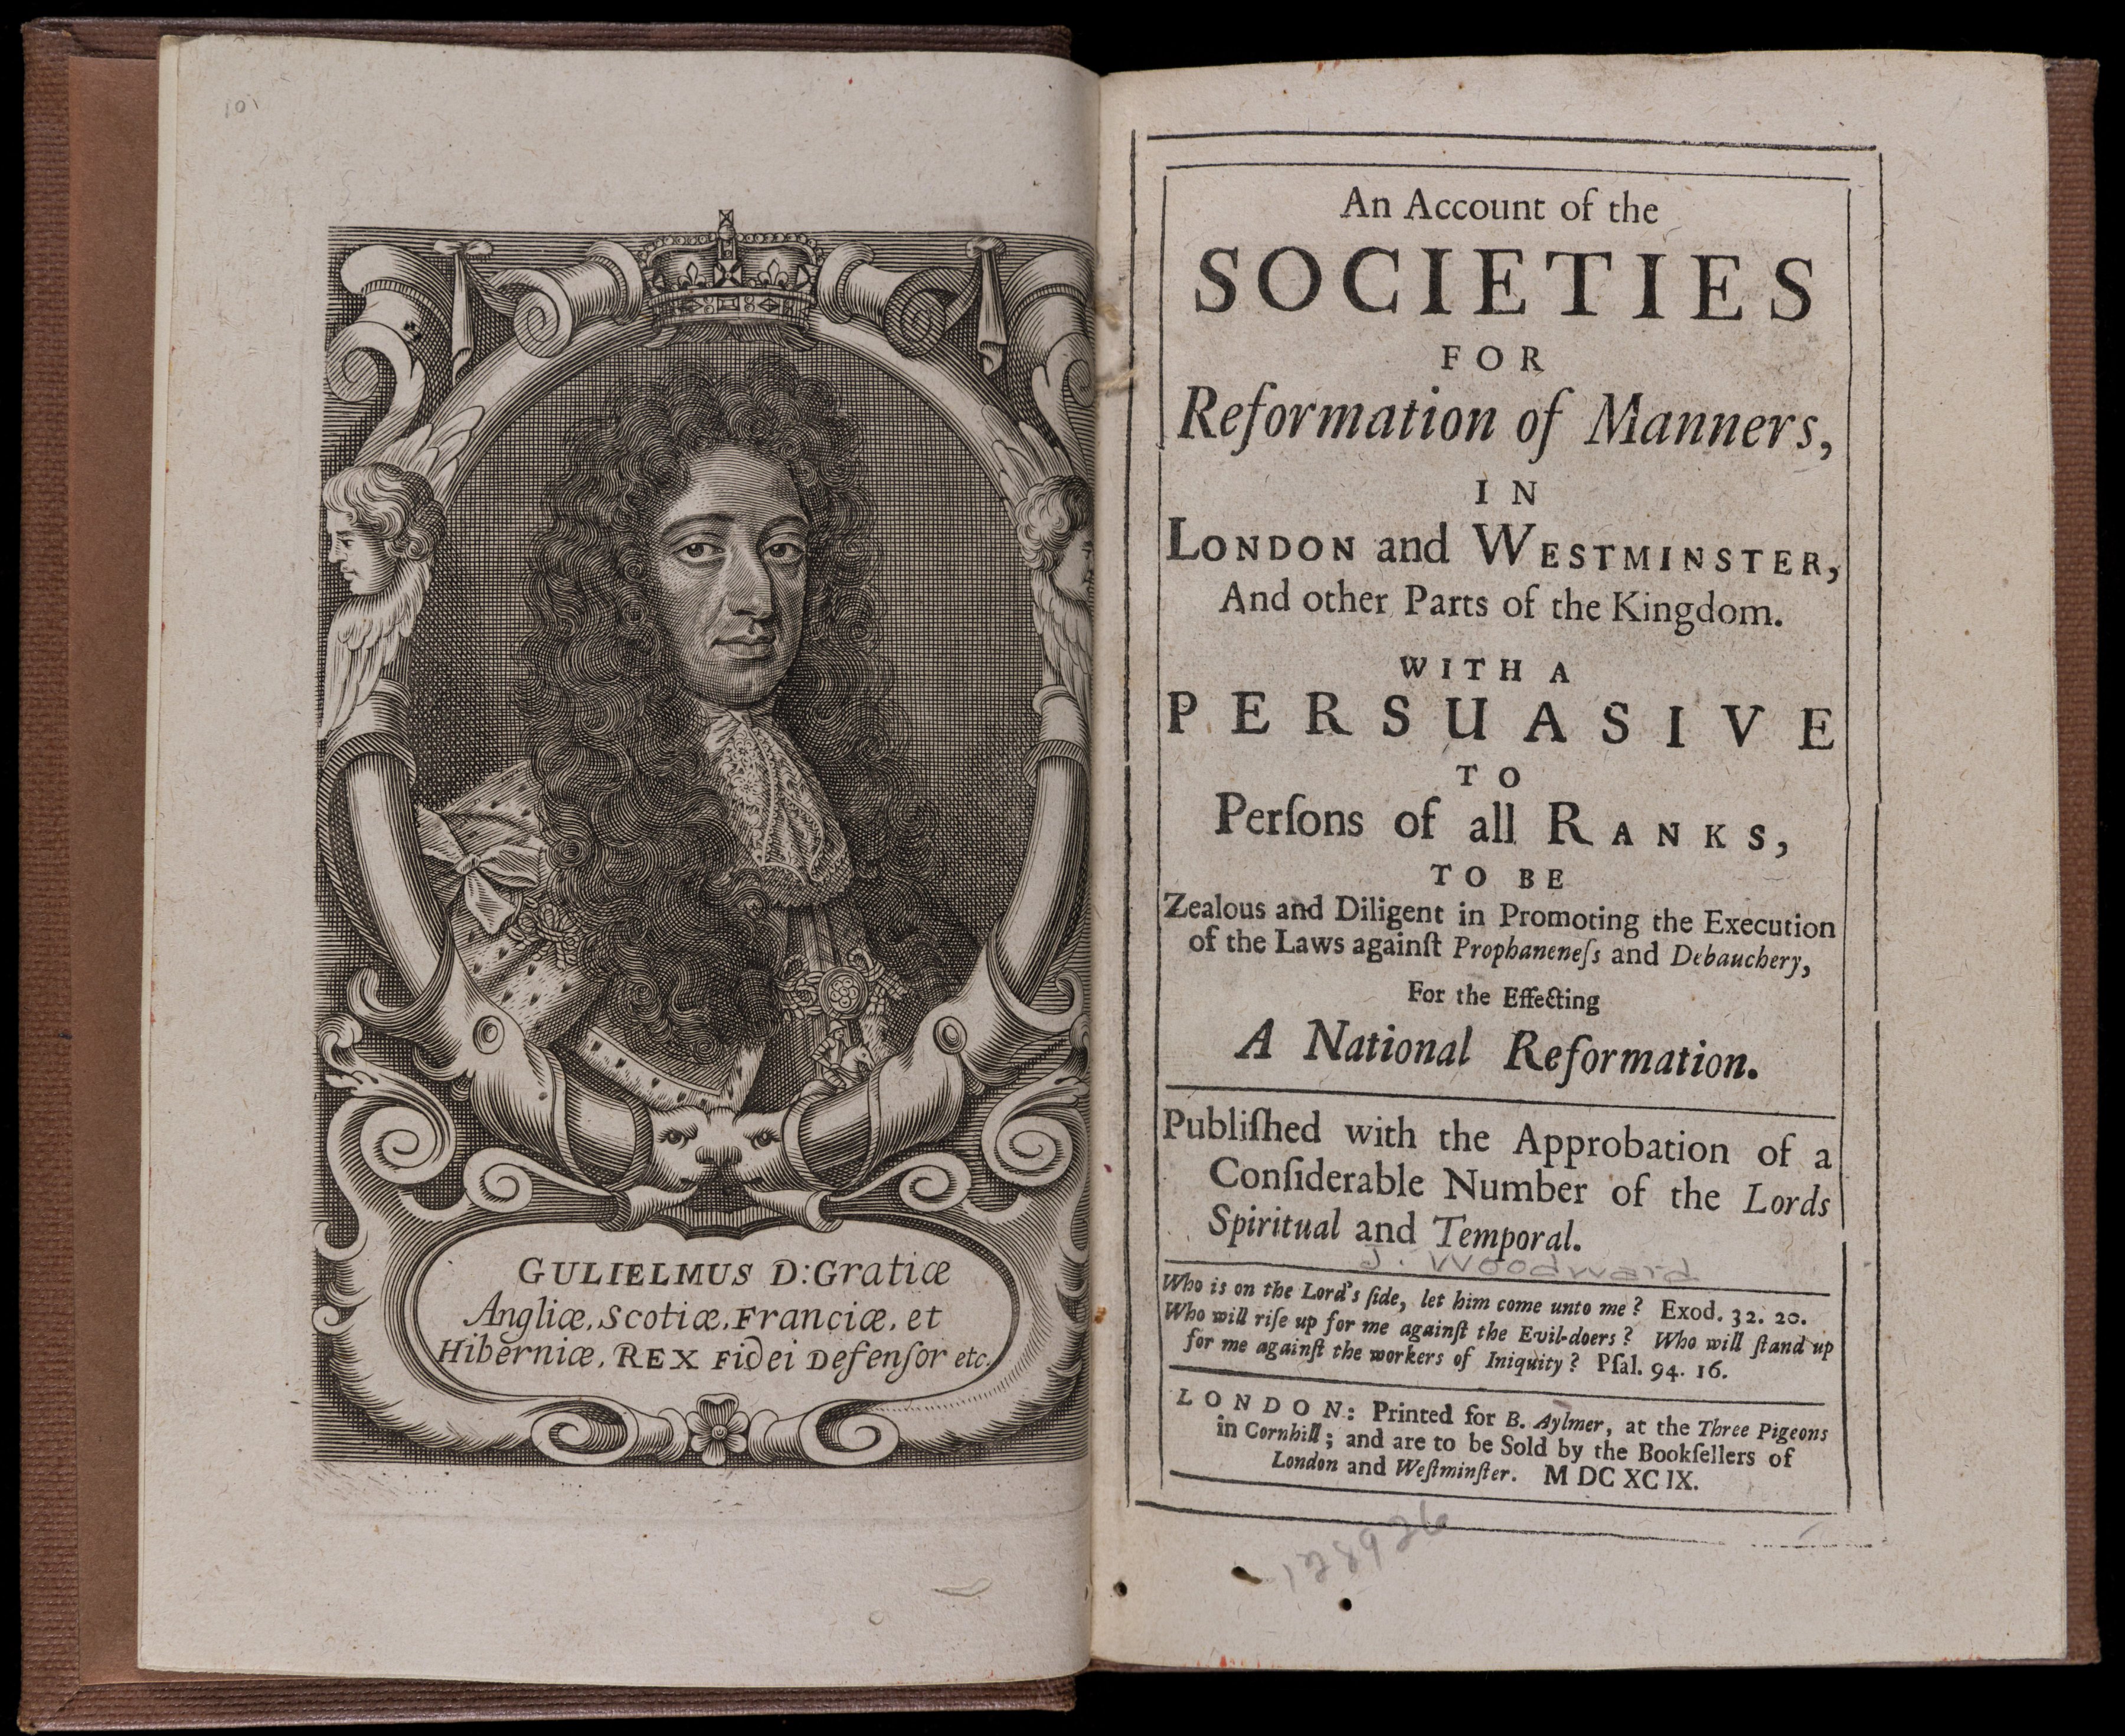 101
GULIELMUS D:Gratiæ
Angliæ, Scotiæ, Franciæ, et
Hiberniæ, REX Fidei Defenſor etc.
An Account of the
SOCIETIES
FOR
Reformation of Manners,
IN
LONDON and WESTMINSTER,
And other Parts of the Kingdom.
WITH A
PERSUASIVE
TO
Perſons of all RANKS,
TO BE
Zealous and Diligent in Promoting the Execution
of the Laws againſt Prophaneneſs and Debauchery,
For the Effecting
A National Reformation.
Publiſhed with the Approbation of a
Conſiderable Number of the Lords
Spiritual and Temporal.
J. Woodward
Who is on the Lord's ſide, let him come unto me? Exod. 32. 20.
Who will riſe up for me againſt the Evil-doers? Who will ſtand up
for me againſt the workers of Iniquity? Pſal. 94. 16.
LONDON: Printed for B. Aylmer, at the Three Pigeons
in Cornhill; and are to be Sold by the Bookſellers of
London and Weſtminſter. M DC XC IX.
128926